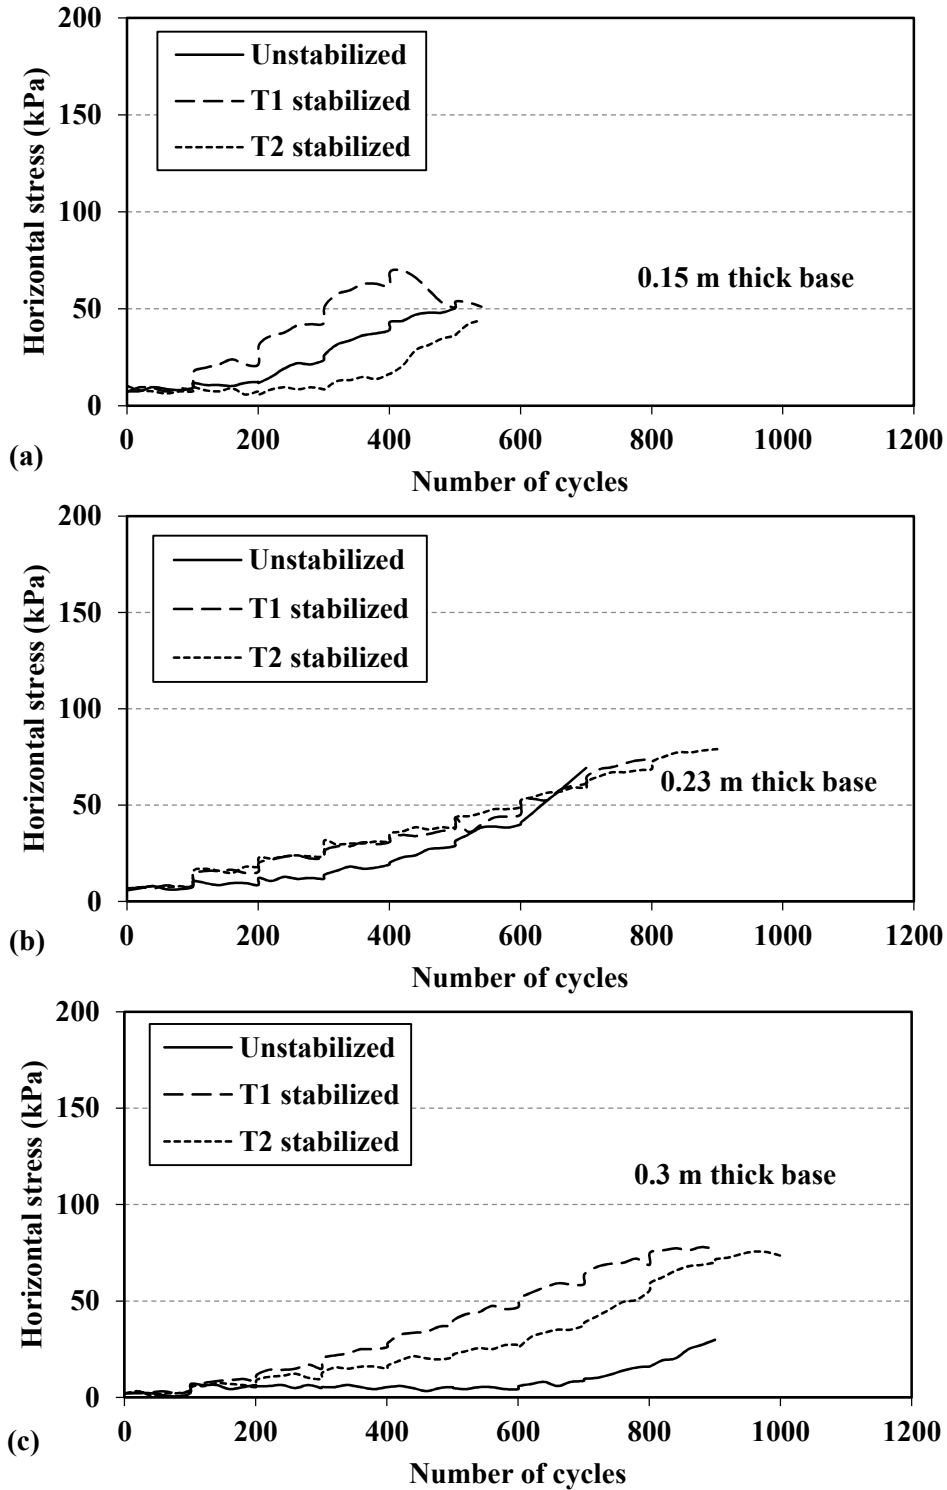 200
150
100
50
0
Horizontal stress (kPa)
Unstabilized
T1 stabilized
T2 stabilized
0.15 m thick base
0 200 400 600 800 1000 1200
Number of cycles
(a)
200
150
100
50
0
Horizontal stress (kPa)
Unstabilized
T1 stabilized
T2 stabilized
0.23 m thick base
0 200 400 600 800 1000 1200
Number of cycles
(b)
200
150
100
50
0
Horizontal stress (kPa)
Unstabilized
T1 stabilized
T2 stabilized
0.3 m thick base
0 200 400 600 800 1000 1200
Number of cycles
(c)